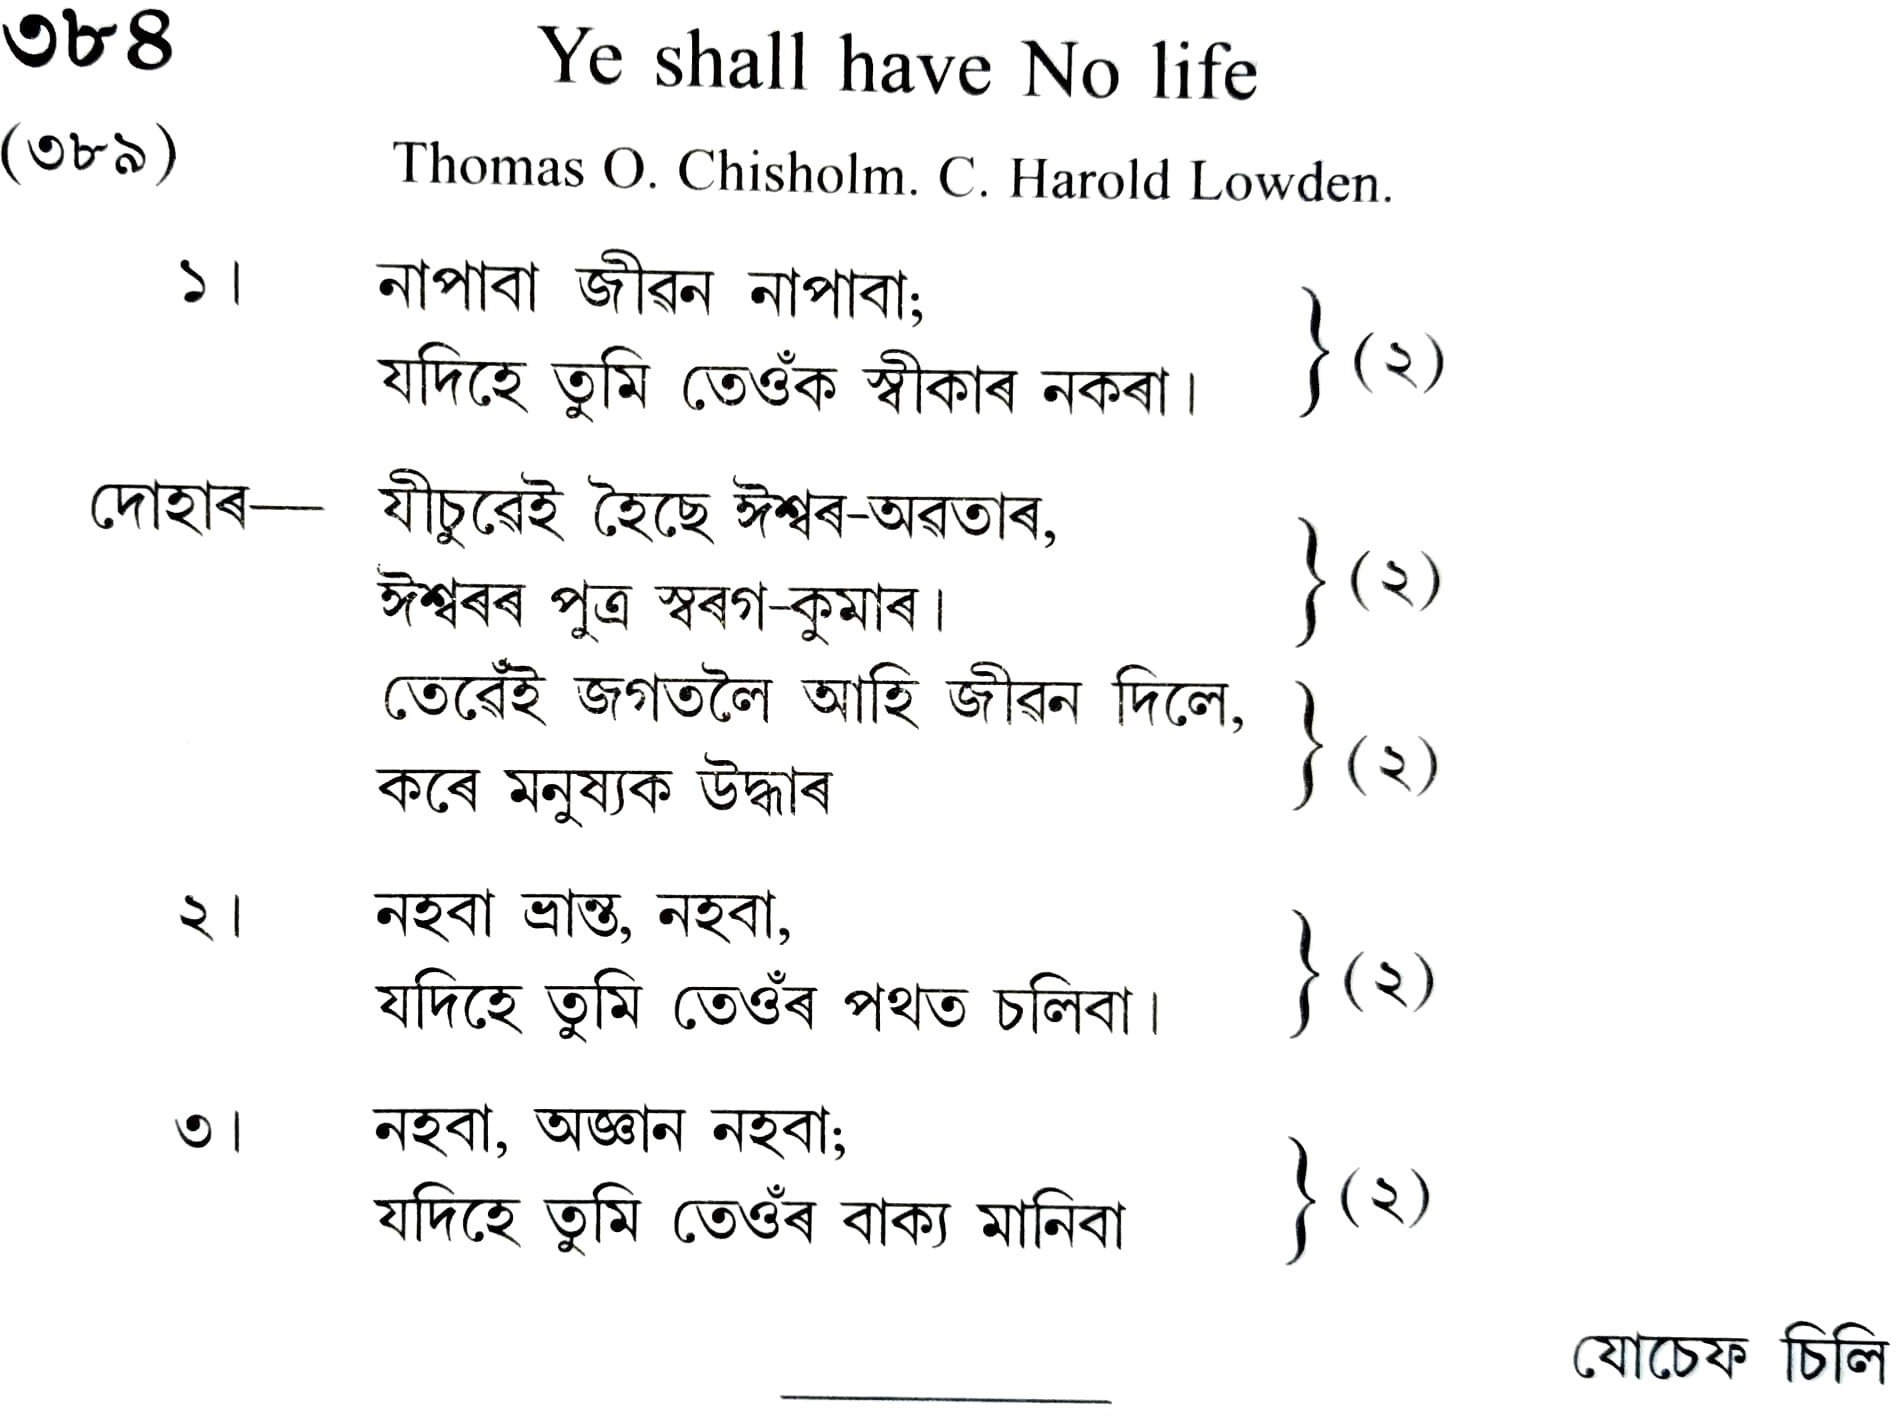 ৩৮৪ Ye shall have No life
(৩৮৯) Thomas O. Chisholm. C. Harold Lowden.
১। নাপাবা জীৱন নাপাবা;
যদিহে তুমি তেওঁক স্বীকাৰ নকৰা। } (২)
দোহাৰ— যীচুৱেই হৈছে ঈশ্বৰ-অৱতাৰ,
ঈশ্বৰৰ পুত্ৰ স্বৰগ-কুমাৰ। } (২)
তেৱেঁই জগতলৈ আহি জীৱন দিলে,
কৰে মনুষ্যক উদ্ধাৰ } (২)
২। নহবা ভ্ৰান্ত, নহবা,
যদিহে তুমি তেওঁৰ পথত চলিবা। } (২)
৩। নহবা, অজ্ঞান নহবা;
যদিহে তুমি তেওঁৰ বাক্য মানিবা } (২)
যোচেফ চিলি